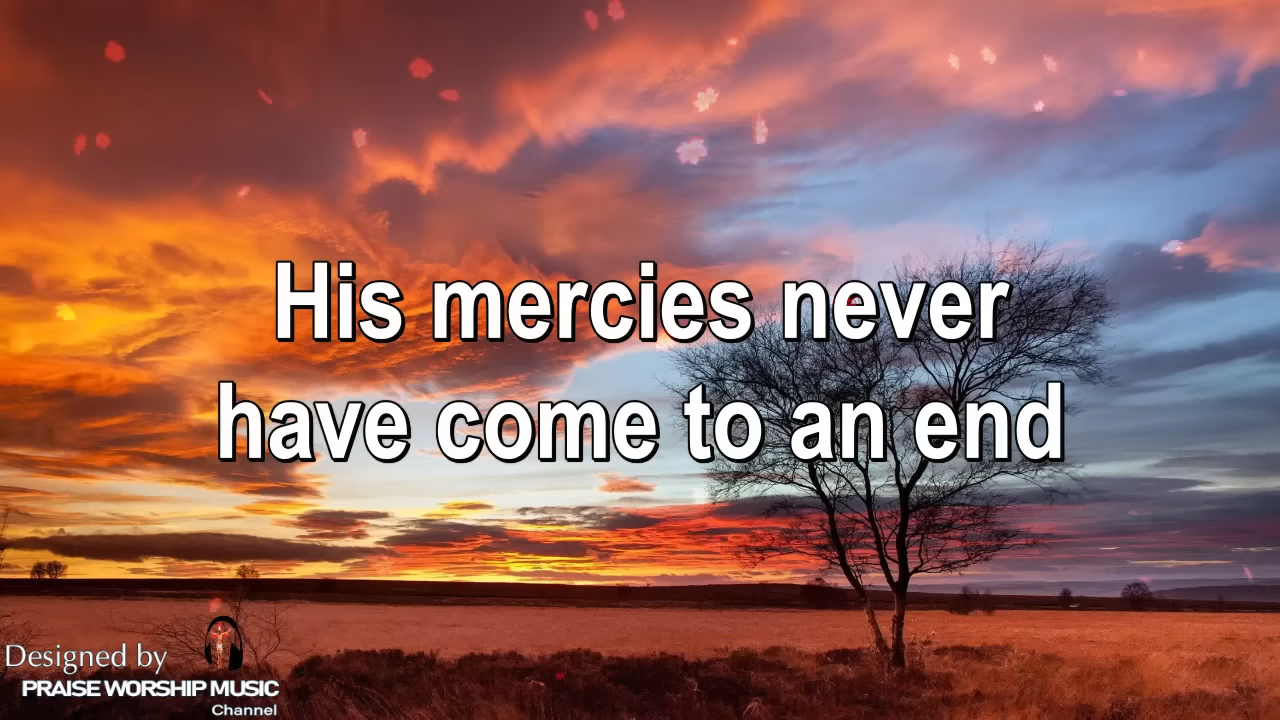 His mercies never
have come to an end
Designed by
PRAISE WORSHIP MUSIC
Channel